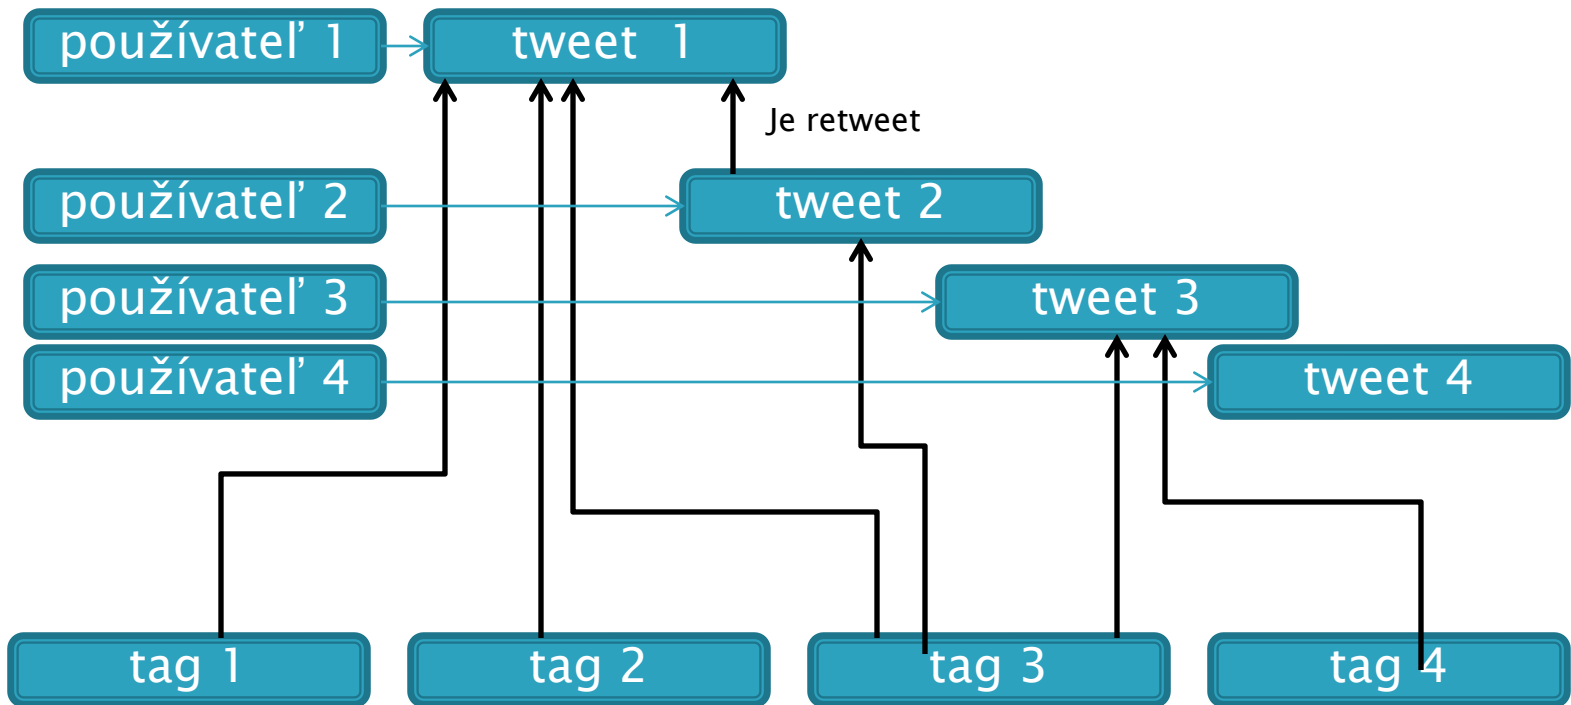 používateľ 1
tweet 1
Je retweet
používateľ 2
tweet 2
používateľ 3
tweet 3
používateľ 4
tweet 4
tag 1
tag 2
tag 3
tag 4